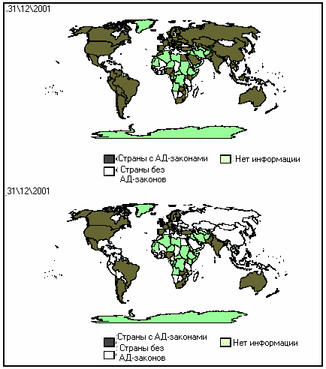 31\12\2001
Страны с АД-законами
Нет информации
Страны без
АД-законов
31\12\2001
Страны с АД-законами
Нет информации
Страны без
АД-законов